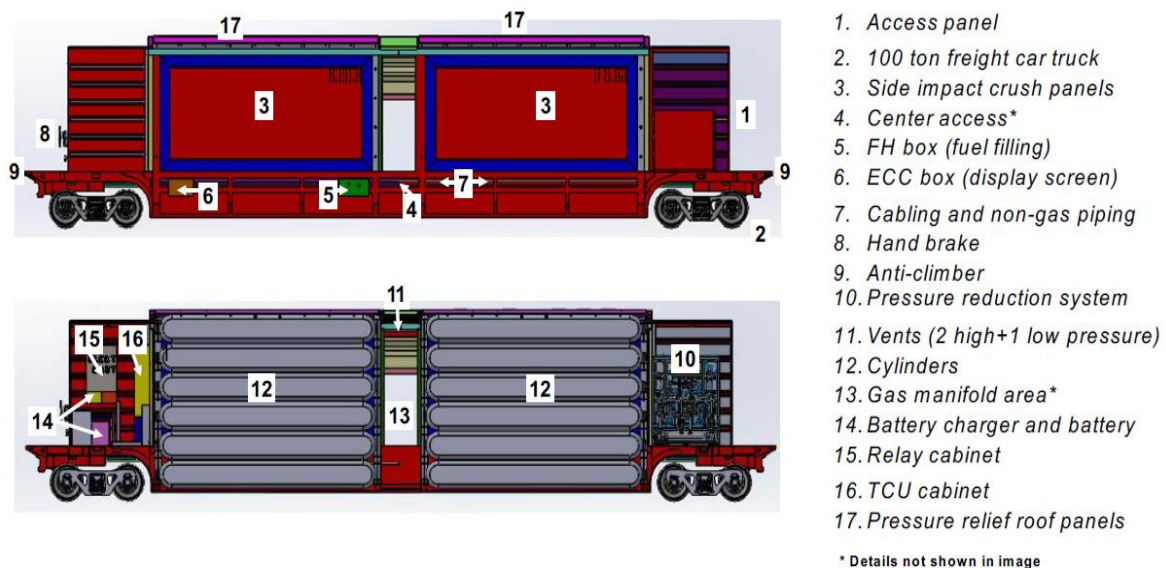 17
17
3
3
1
8
9
9
6
5
4
7
2
11
15
16
10
12
12
14
13
1. Access panel
2. 100 ton freight car truck
3. Side impact crush panels
4. Center access*
5. FH box (fuel filling)
6. ECC box (display screen)
7. Cabling and non-gas piping
8. Hand brake
9. Anti-climber
10. Pressure reduction system
11. Vents (2 high+1 low pressure)
12. Cylinders
13. Gas manifold area*
14. Battery charger and battery
15. Relay cabinet
16. TCU cabinet
17. Pressure relief roof panels
* Details not shown in image